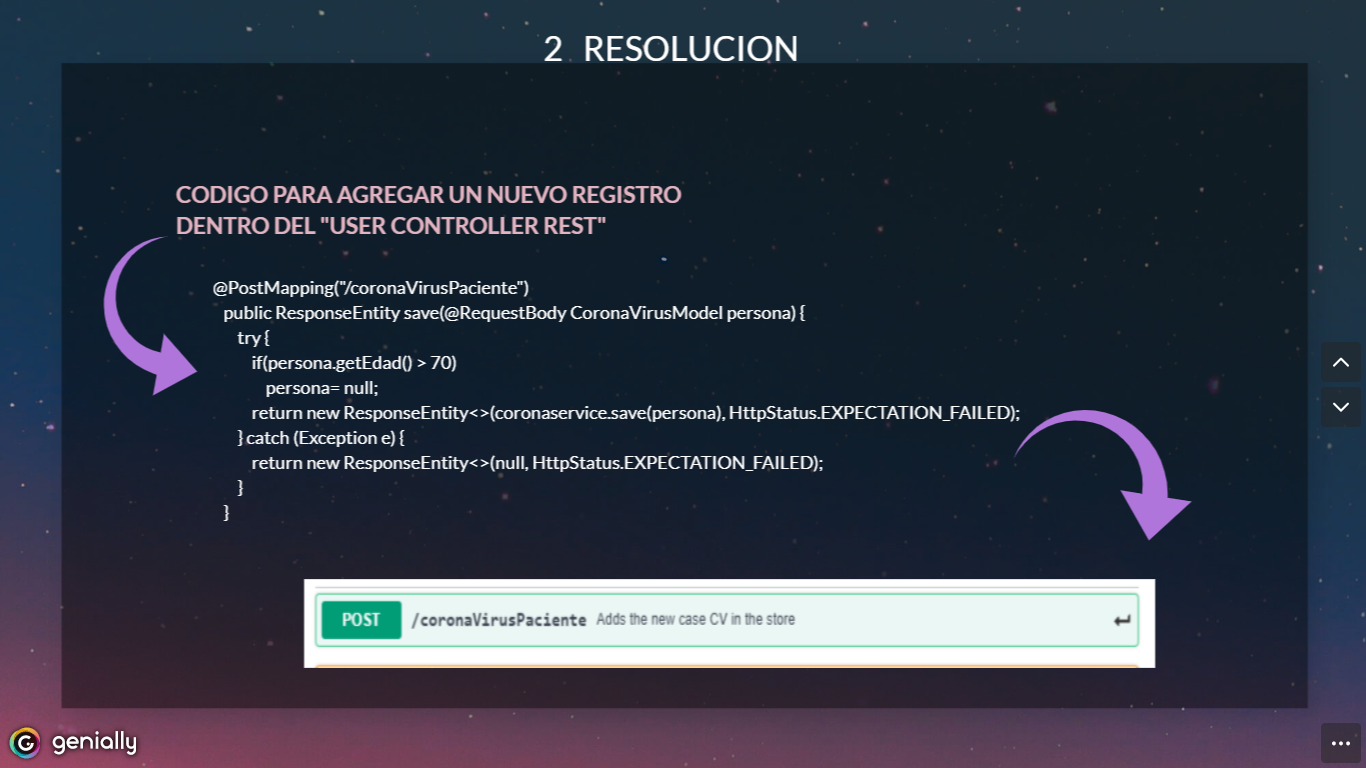 2 RESOLUCION
CODIGO PARA AGREGAR UN NUEVO REGISTRO
DENTRO DEL "USER CONTROLLER REST"
@PostMapping("/coronaVirusPaciente")
public ResponseEntity save(@RequestBody CoronaVirusModel persona) {
try {
if(persona.getEdad() > 70)
persona= null;
return new ResponseEntity<>(coronaservice.save(persona), HttpStatus.EXPECTATION_FAILED);
} catch (Exception e) {
return new ResponseEntity<>(null, HttpStatus.EXPECTATION_FAILED);
}
}
POST /coronaVirusPaciente Adds the new case CV in the store
genially